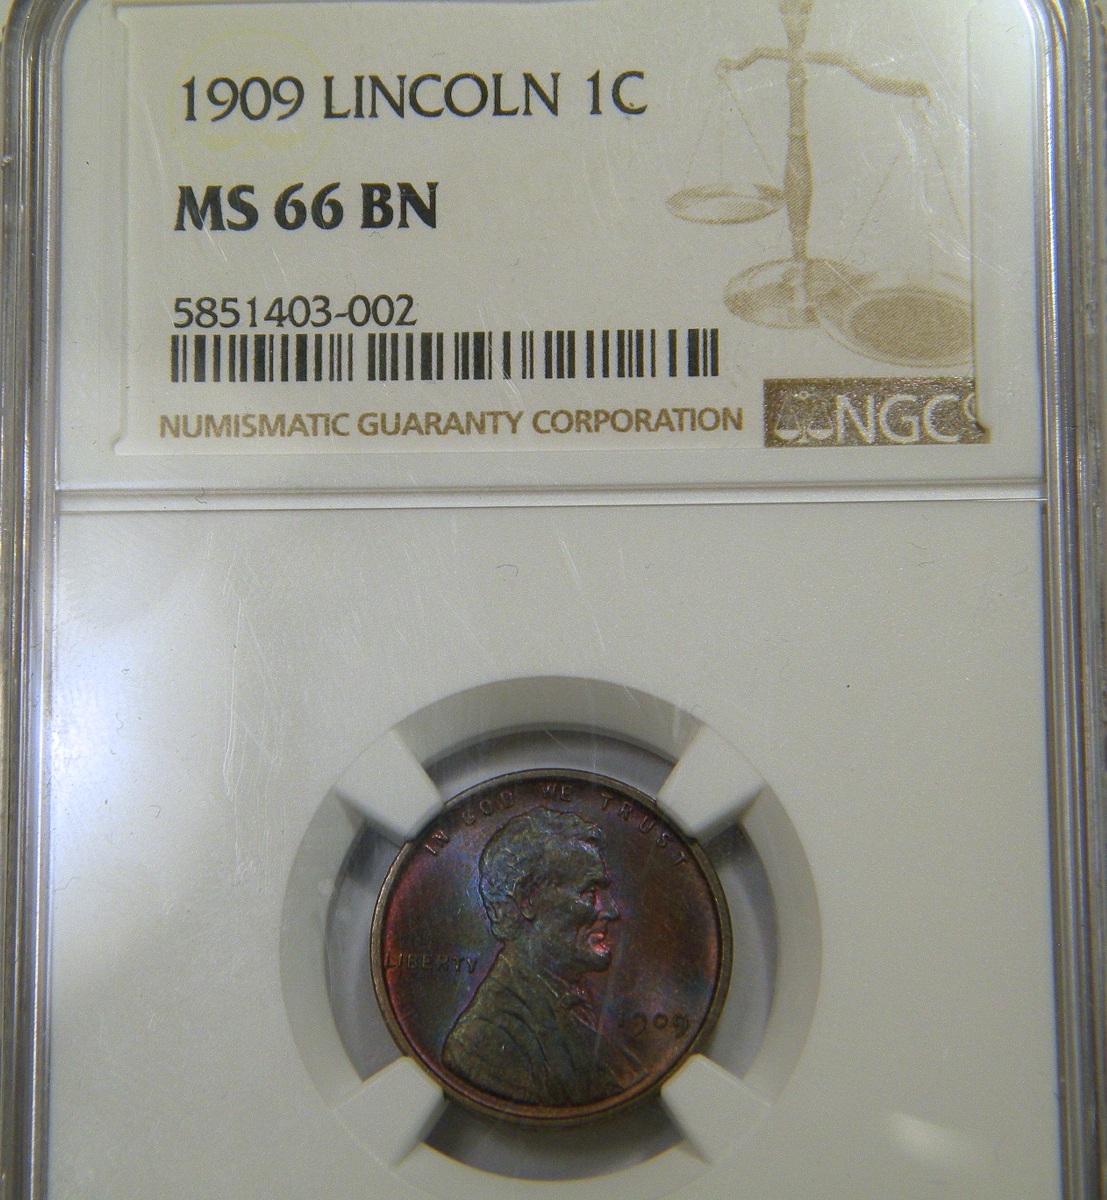 1909 LINCOLN 1C
MS 66 BN
5851403-002
NUMISMATIC GUARANTY CORPORATION
NGC
IN GOD WE TRUST
LIBERTY
1909